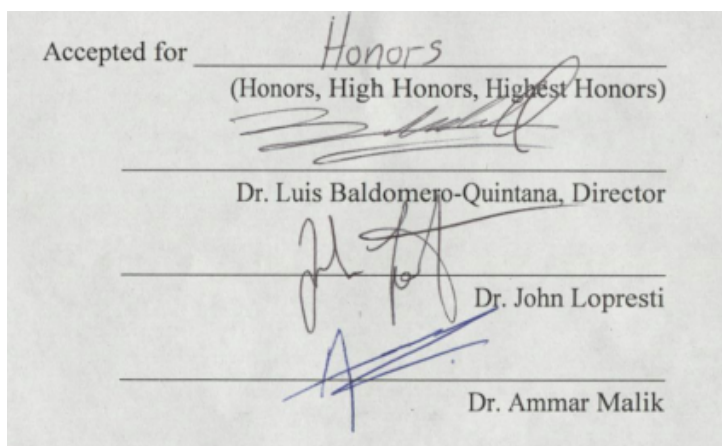 Accepted for Honors
(Honors, High Honors, Highest Honors)
Dr. Luis Baldomero-Quintana, Director
Dr. John Lopresti
Dr. Ammar Malik